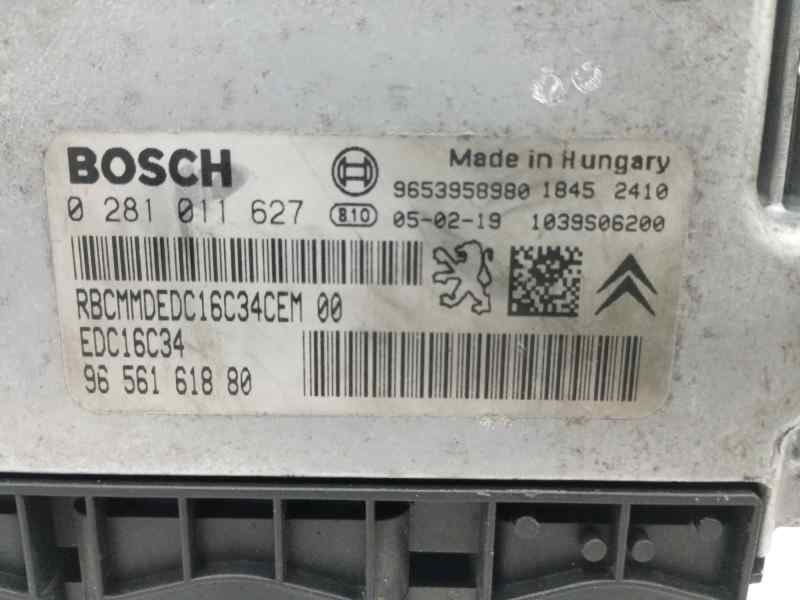 BOSCH
Made in Hungary
9653958980 1845 2410
0 281 011 627
B10
05-02-19 1039S06200
RBCMMDEDC16C34CEM 00
EDC16C34
96 561 618 80